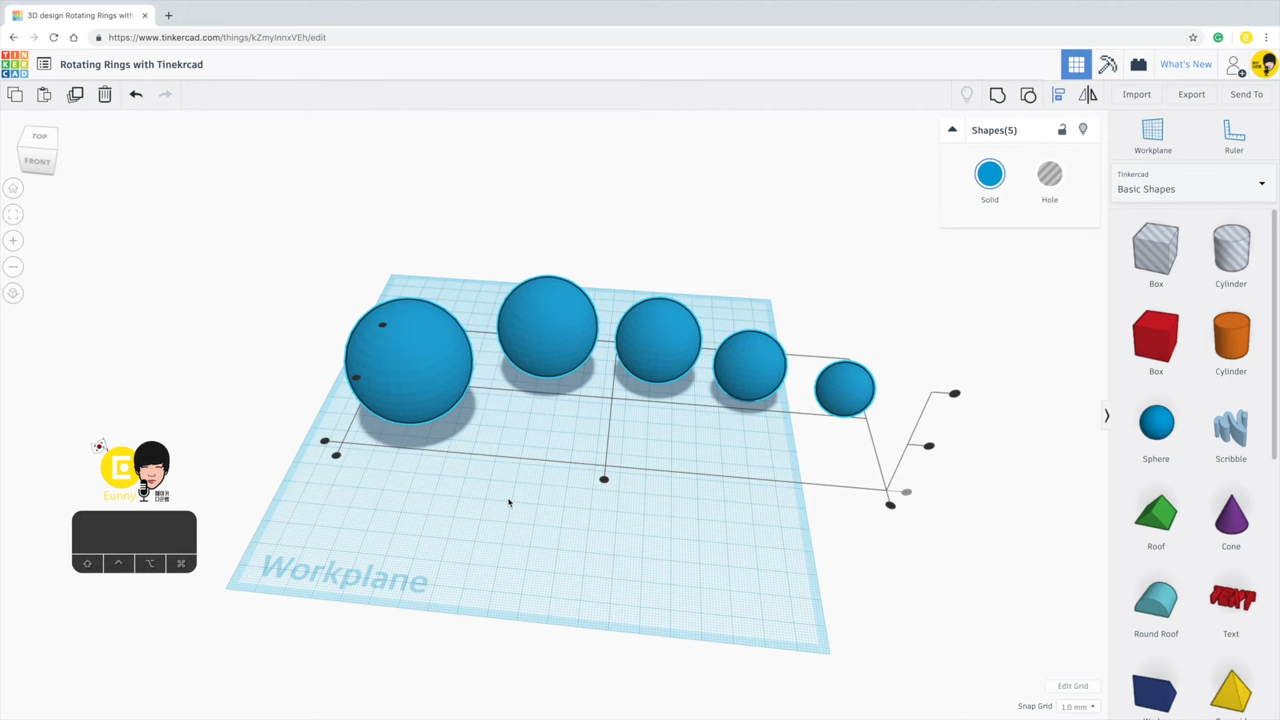 3D design Rotating Rings with
https://www.tinkercad.com/things/kZmyInnxVEh/edit
TIN
KER
CAD
Rotating Rings with Tinekrcad
What's New
Import
Export
Send To
TOP
FRONT
Shapes(5)
Solid
Hole
Workplane
Ruler
Tinkercad
Basic Shapes
Box
Cylinder
Box
Cylinder
Sphere
Scribble
Roof
Cone
TEXT
Round Roof
Text
E
Eunny
Workplane
Edit Grid
Snap Grid
1.0 mm